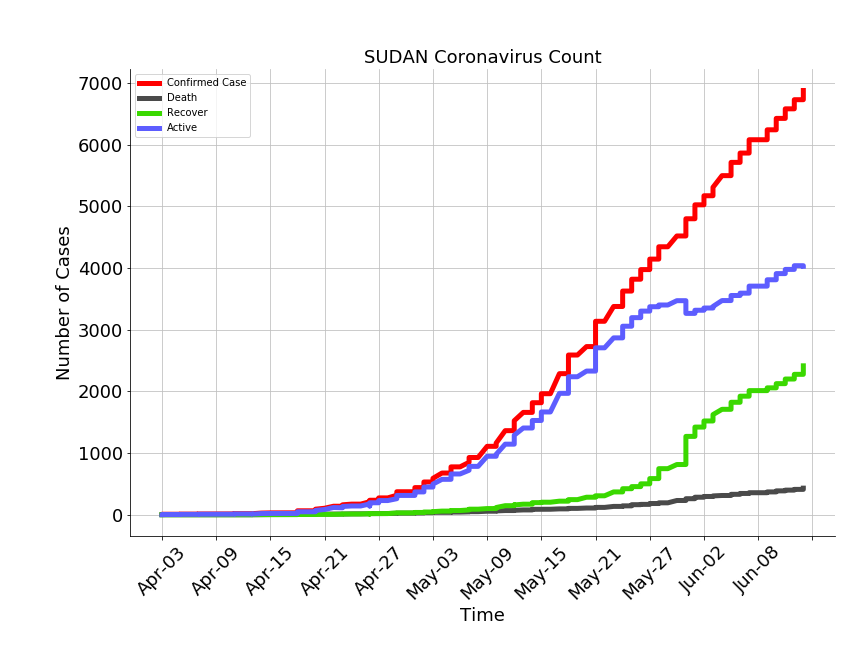 SUDAN Coronavirus Count
Confirmed Case
Death
Recover
Active
7000
6000
5000
4000
3000
2000
1000
0
Number of Cases
Apr-03
Apr-09
Apr-15
Apr-21
Apr-27
May-03
May-09
May-15
May-21
May-27
Jun-02
Jun-08
Time